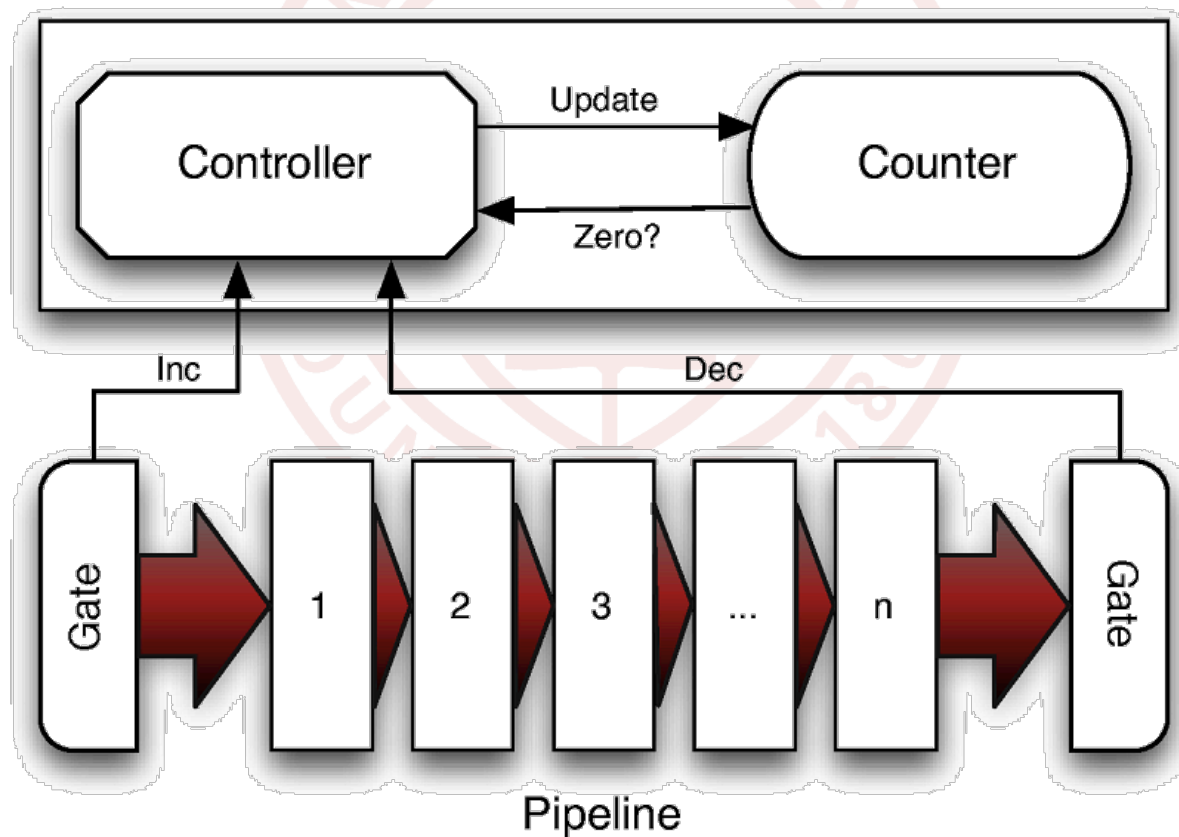 Controller
Update
Counter
Zero?
Inc
Dec
Gate
1
2
3
...
n
Gate
Pipeline